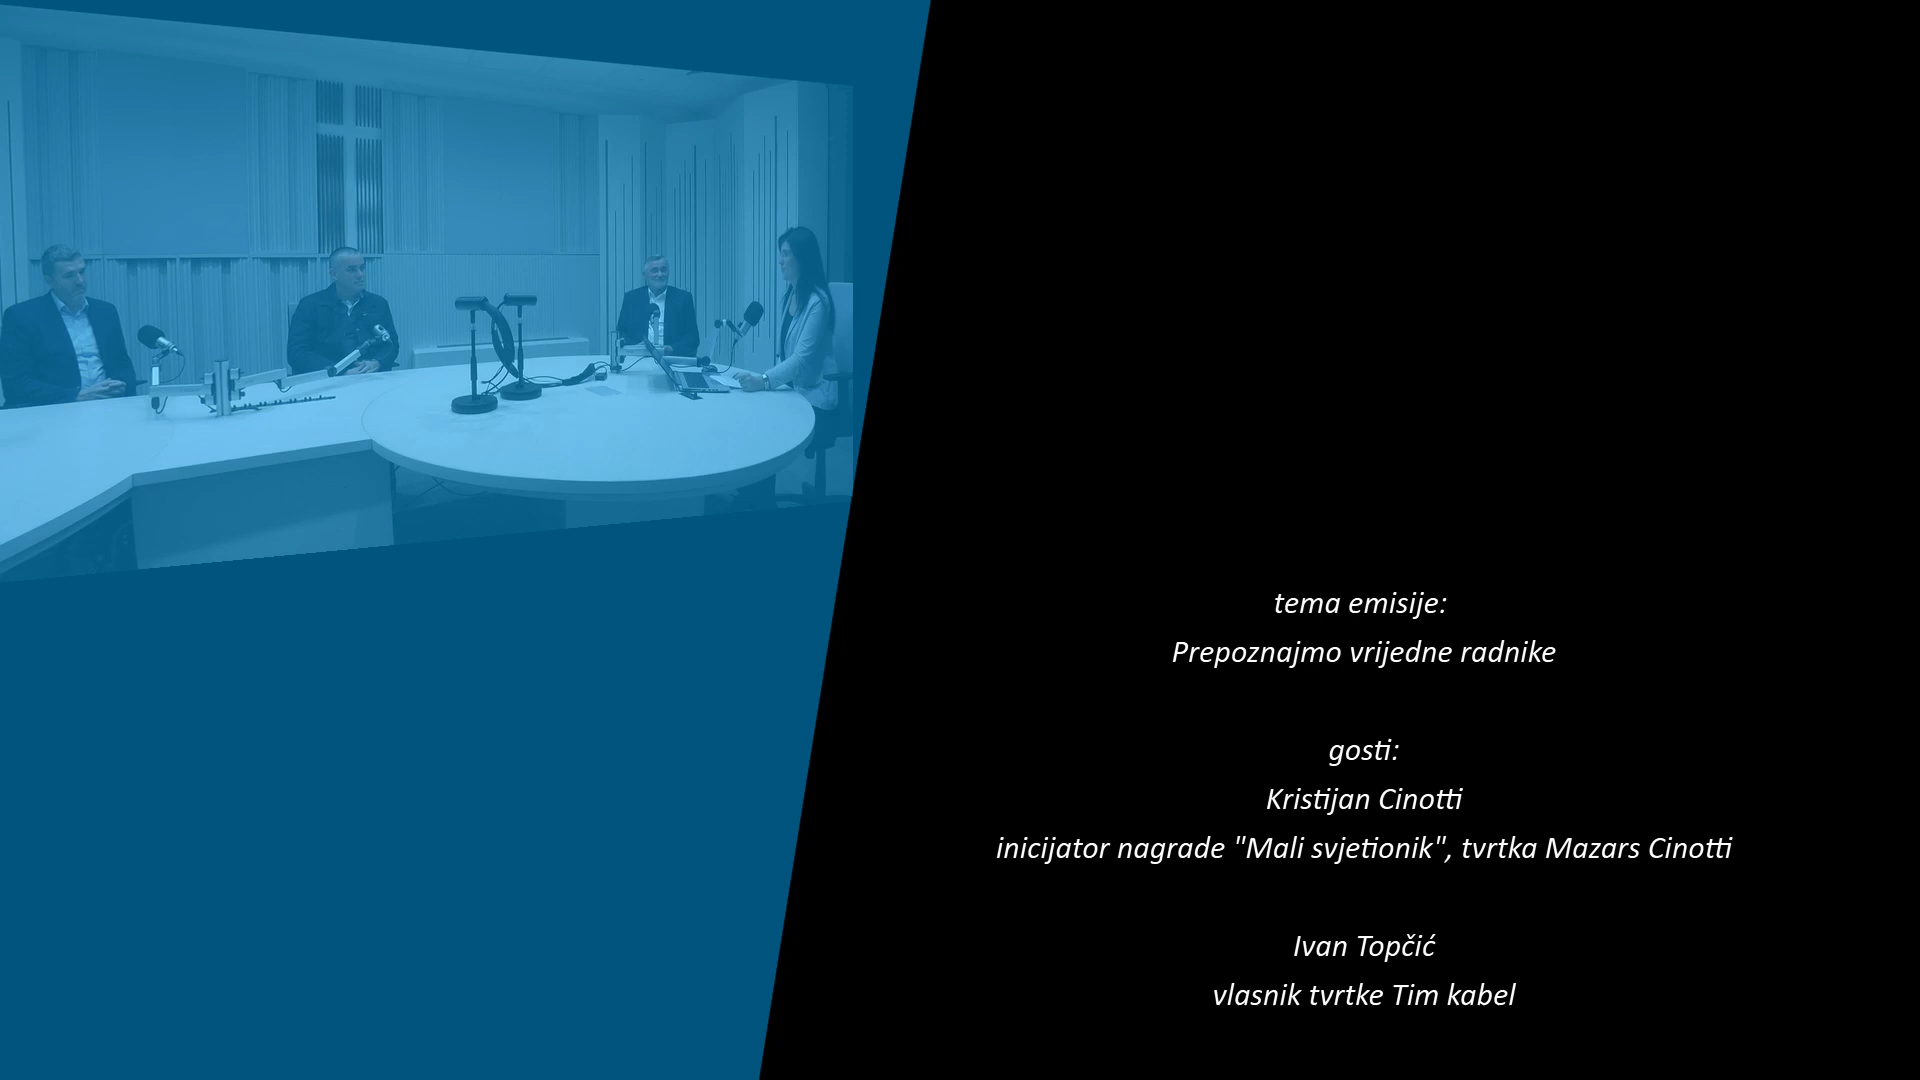 tema emisije:
Prepoznajmo vrijedne radnike
gosti:
Kristijan Cinotti
inicijator nagrade "Mali svjetionik", tvrtka Mazars Cinotti
Ivan Topčić
vlasnik tvrtke Tim kabel